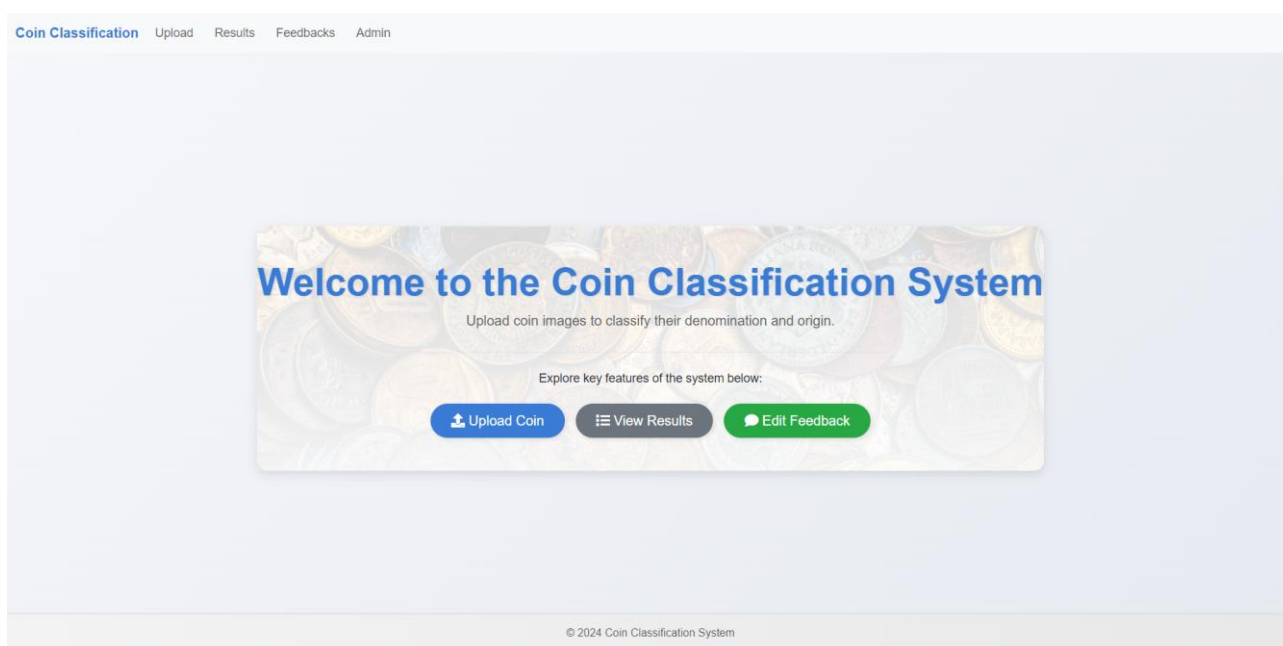 Coin Classification Upload Results Feedbacks Admin
Welcome to the Coin Classification System
Upload coin images to classify their denomination and origin.
Explore key features of the system below:
Upload Coin View Results Edit Feedback
© 2024 Coin Classification System